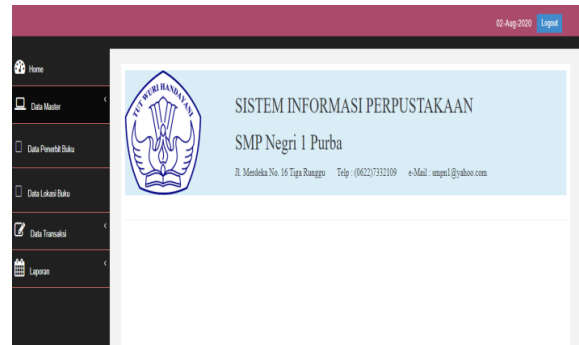 02-Aug-2020 Logout
Home
Data Master
Data Penerbit Buku
Data Lokasi Buku
Data Transaksi
Laporan
TUT WURI HANDAYANI
SISTEM INFORMASI PERPUSTAKAAN
SMP Negri 1 Purba
Jl. Merdeka No. 16 Tiga Runggu Telp : (0622)7332109 e-Mail : smpn1@yahoo.com